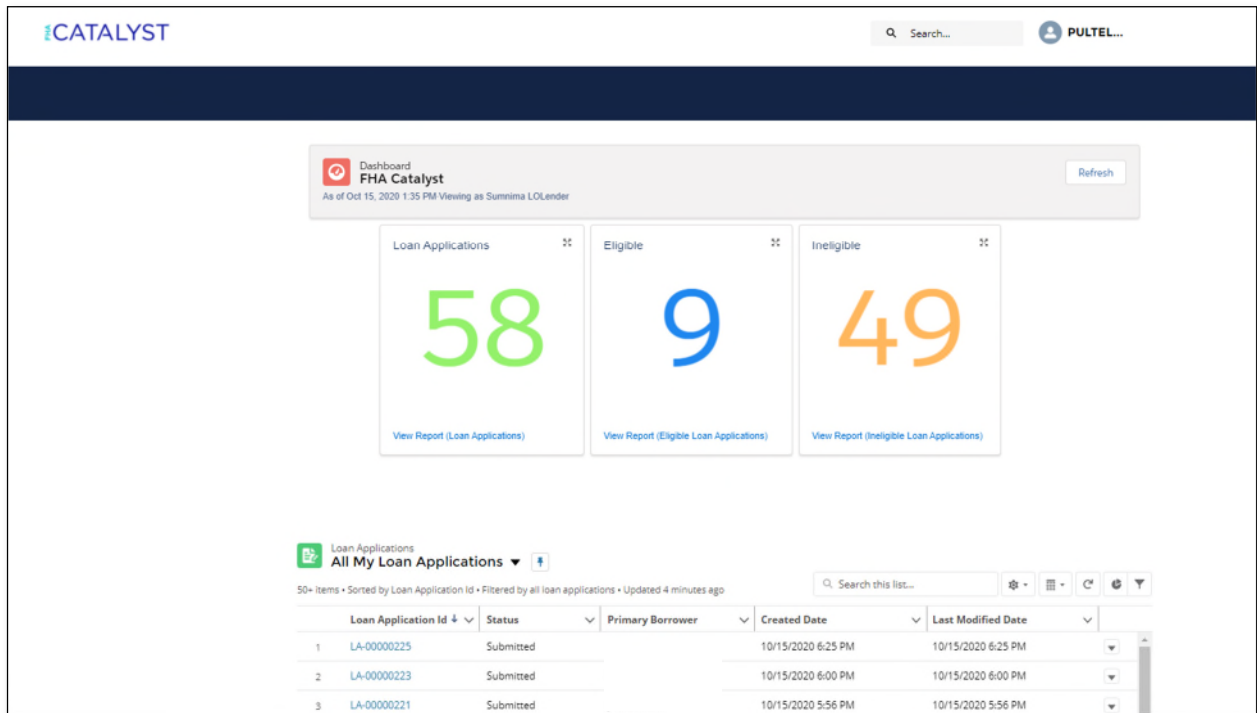 FHA CATALYST
Search...
PULTEL...
Dashboard
FHA Catalyst
As of Oct 15, 2020 1:35 PM Viewing as Sumnima LOLender
Refresh
Loan Applications
58
View Report (Loan Applications)
Eligible
9
View Report (Eligible Loan Applications)
Ineligible
49
View Report (Ineligible Loan Applications)
Loan Applications
All My Loan Applications
50+ items • Sorted by Loan Application Id • Filtered by all loan applications • Updated 4 minutes ago
Search this list...
Loan Application Id Status Primary Borrower Created Date Last Modified Date
1 LA-00000225 Submitted 10/15/2020 6:25 PM 10/15/2020 6:25 PM
2 LA-00000223 Submitted 10/15/2020 6:00 PM 10/15/2020 6:00 PM
3 LA-00000221 Submitted 10/15/2020 5:56 PM 10/15/2020 5:56 PM